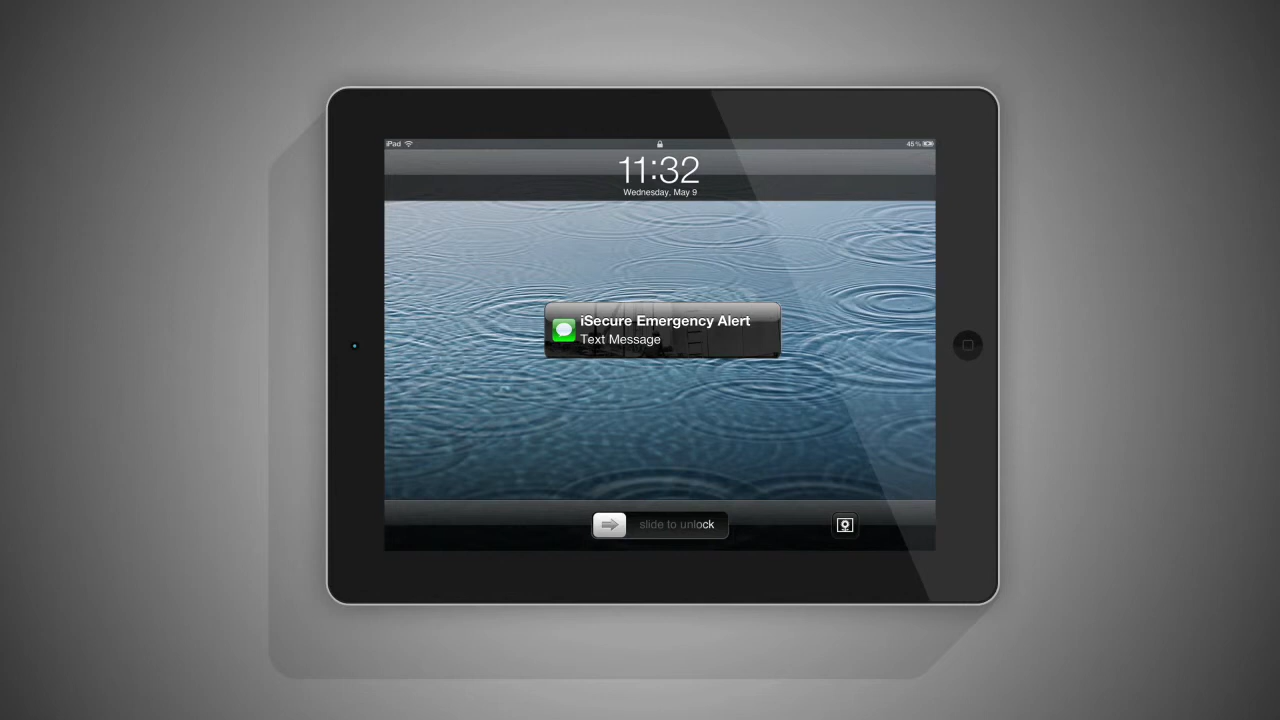 iPad 45%
11:32
Wednesday, May 9
iSecure Emergency Alert
Text Message
slide to unlock